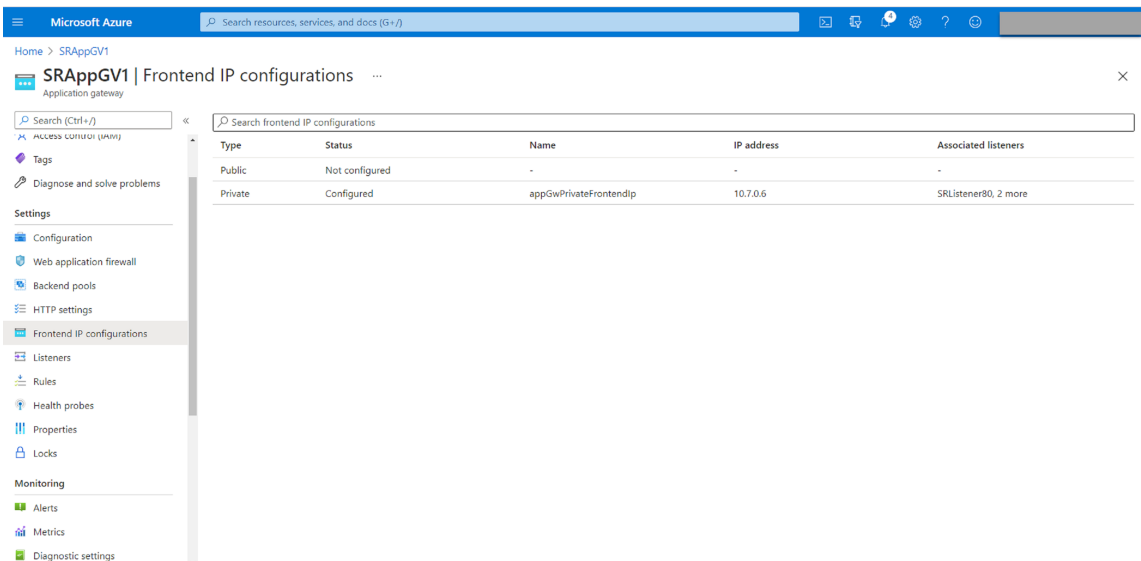 Microsoft Azure
Search resources, services, and docs (G+/)
4
Home > SRAppGV1
SRAppGV1 | Frontend IP configurations ...
Application gateway
Search (Ctrl+/)
«
Search frontend IP configurations
Access control (IAM)
Tags
Diagnose and solve problems
Settings
Configuration
Web application firewall
Backend pools
HTTP settings
Frontend IP configurations
Listeners
Rules
Health probes
Properties
Locks
Monitoring
Alerts
Metrics
Diagnostic settings
Type Status Name IP address Associated listeners
Public Not configured - - -
Private Configured appGwPrivateFrontendIp 10.7.0.6 SRListener80, 2 more